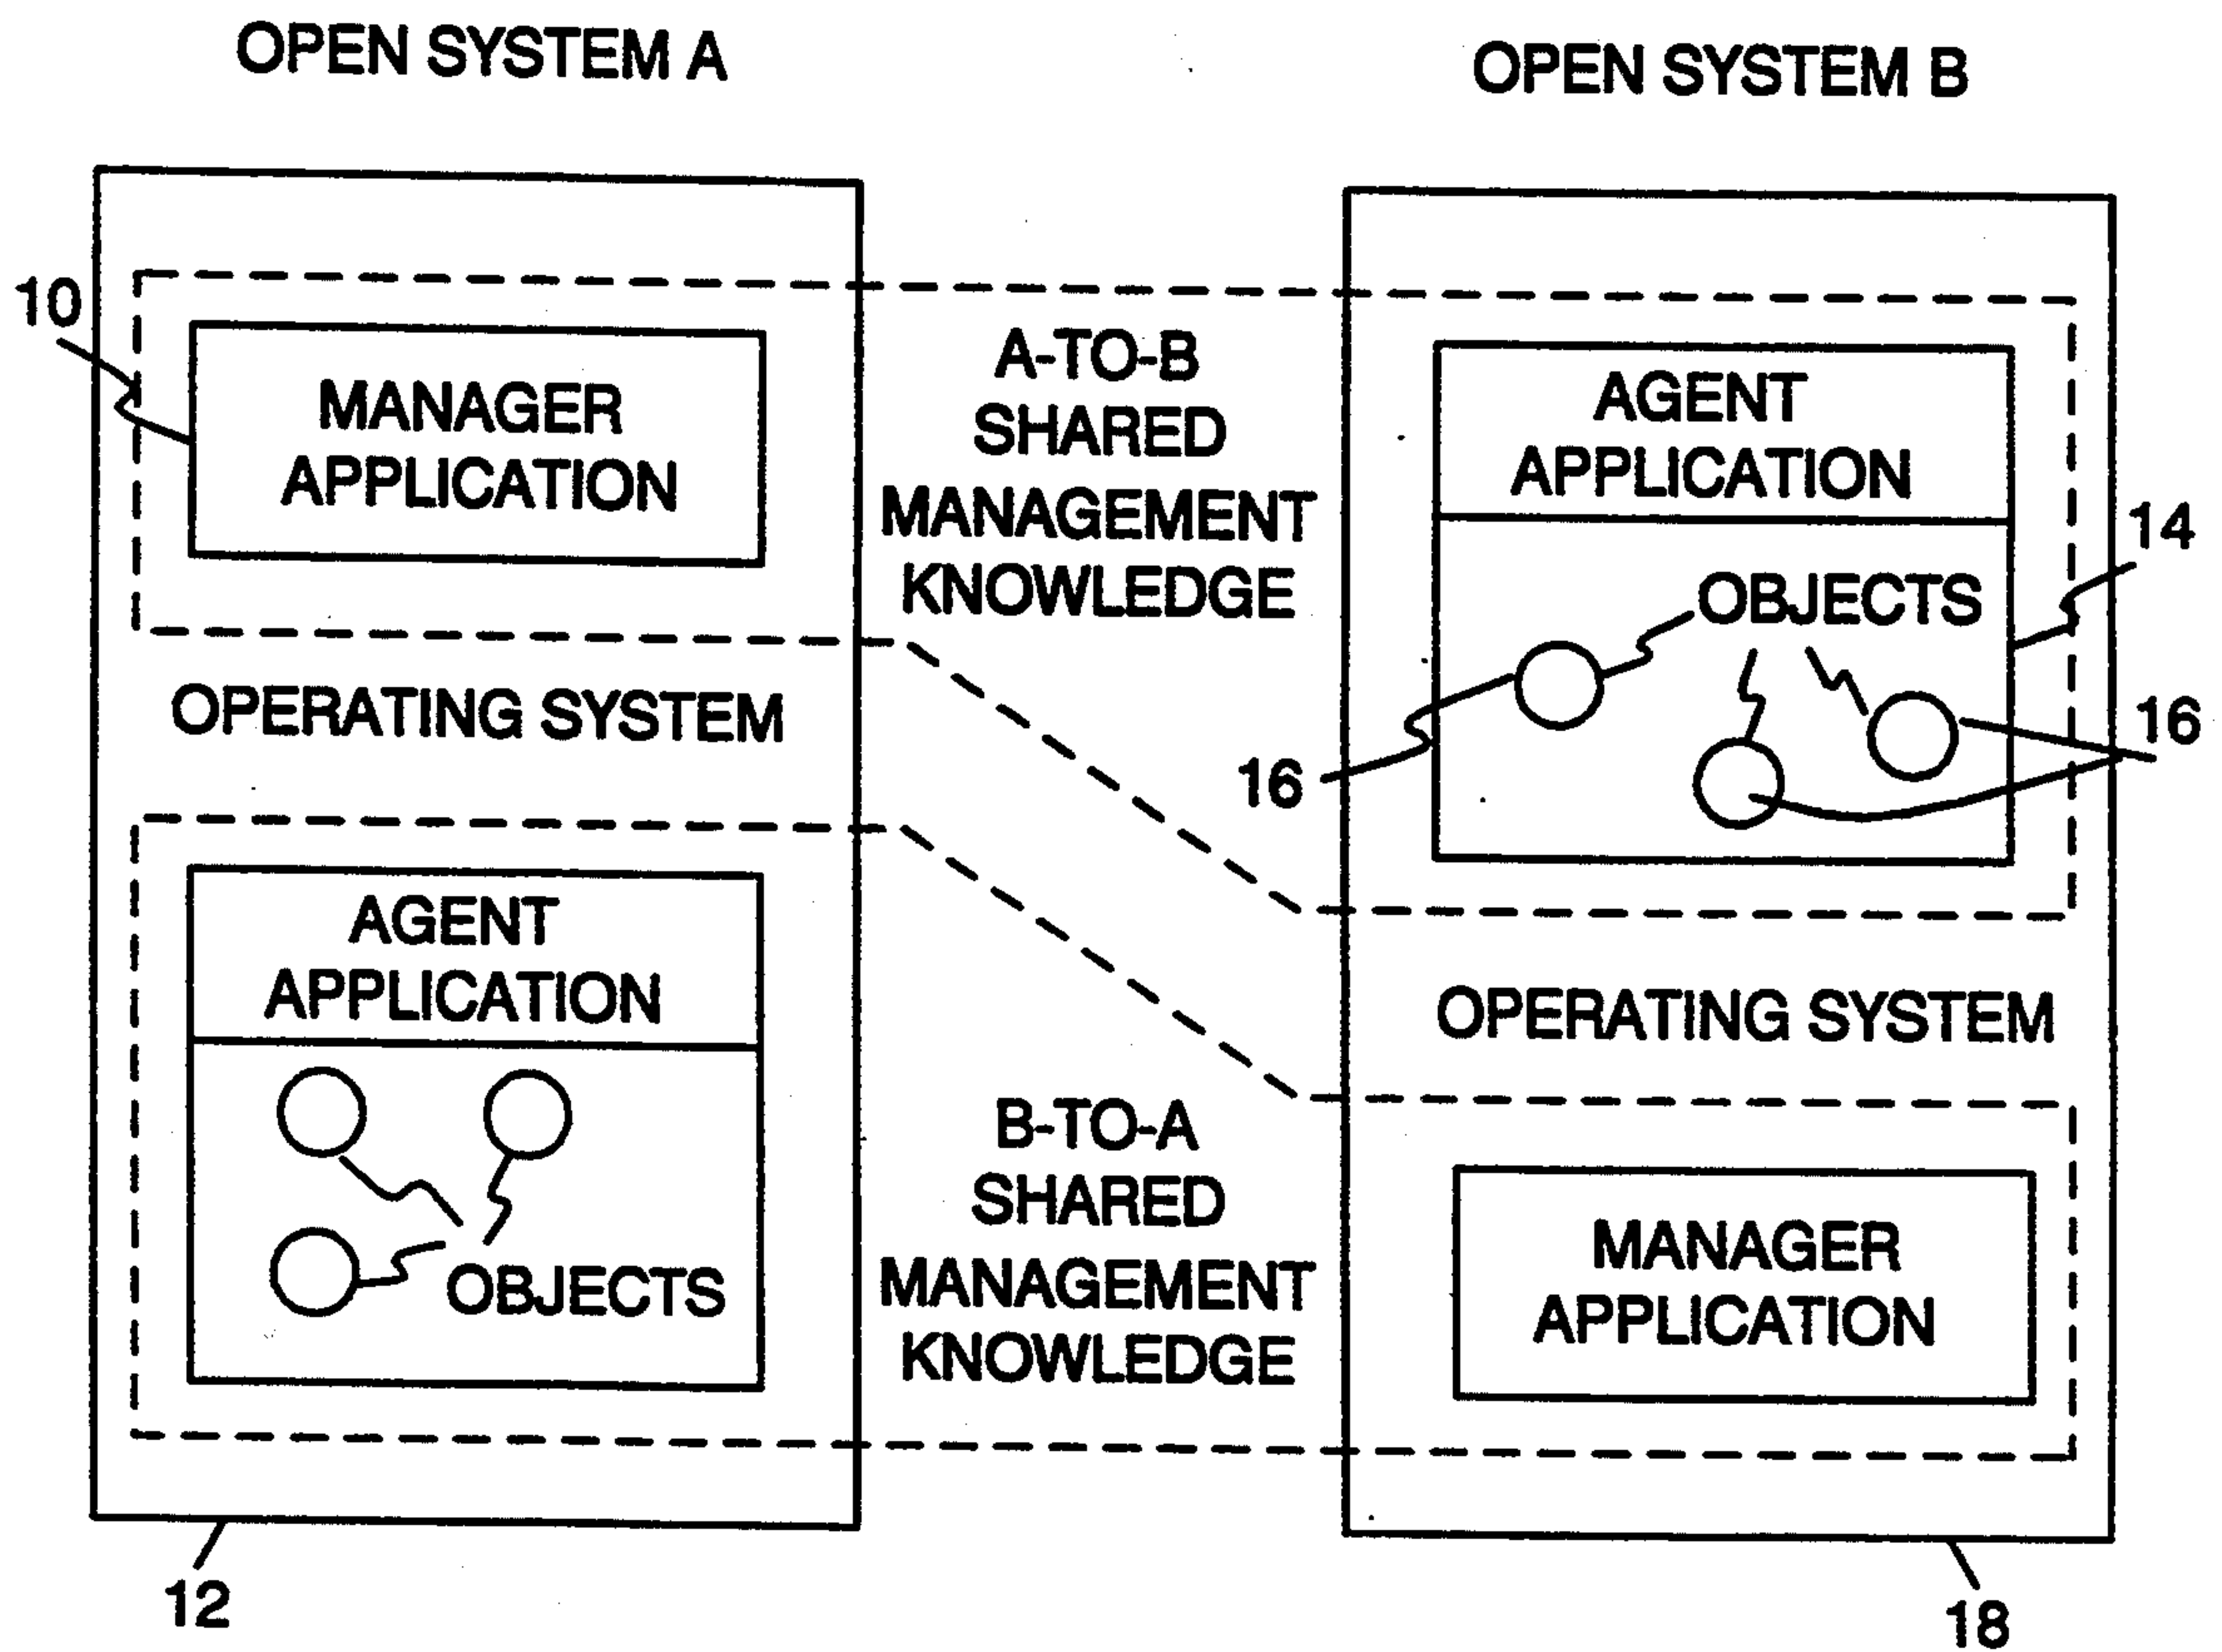 OPEN SYSTEM A
OPEN SYSTEM B
10
MANAGER
APPLICATION
A-TO-B
SHARED
MANAGEMENT
KNOWLEDGE
AGENT
APPLICATION
14
OBJECTS
16
16
OPERATING SYSTEM
AGENT
APPLICATION
OBJECTS
B-TO-A
SHARED
MANAGEMENT
KNOWLEDGE
OPERATING SYSTEM
MANAGER
APPLICATION
12
18